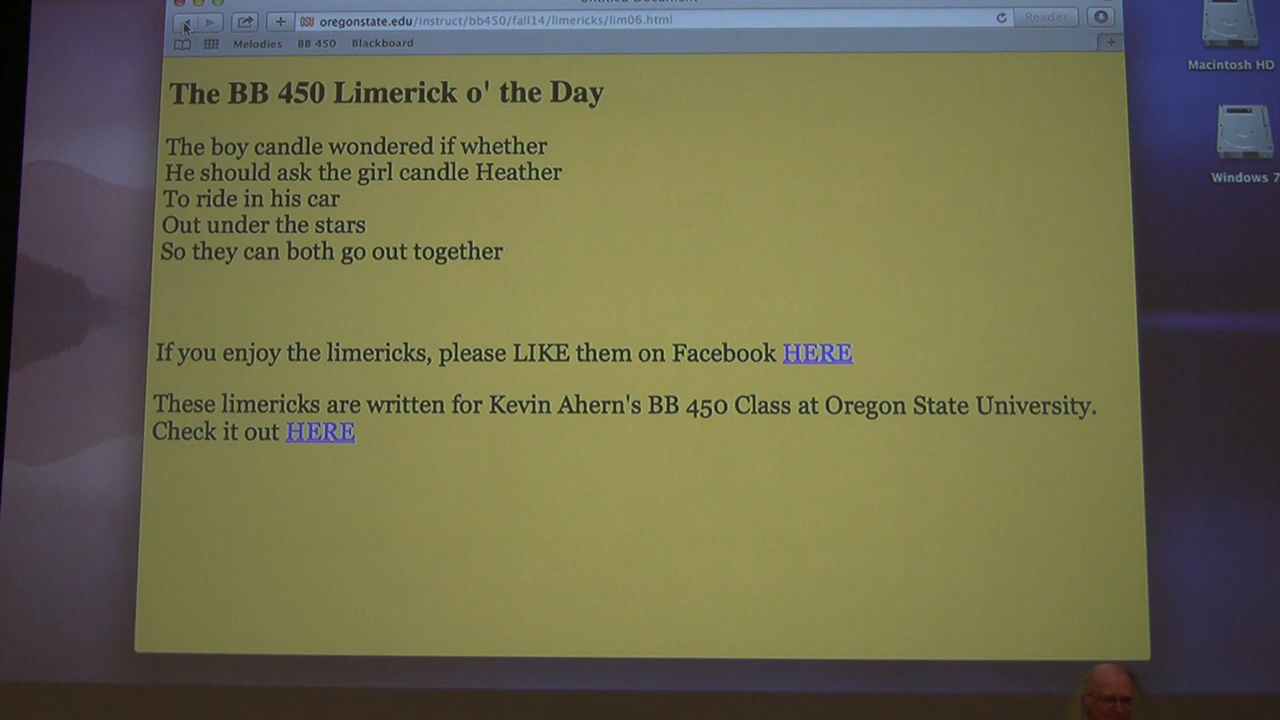 Untitled Document
oregonstate.edu/instruct/bb450/fall14/limericks/lim06.html
Reader
Melodies BB 450 Blackboard
Macintosh HD
Windows 7
The BB 450 Limerick o' the Day
The boy candle wondered if whether
He should ask the girl candle Heather
To ride in his car
Out under the stars
So they can both go out together
If you enjoy the limericks, please LIKE them on Facebook HERE
These limericks are written for Kevin Ahern's BB 450 Class at Oregon State University.
Check it out HERE